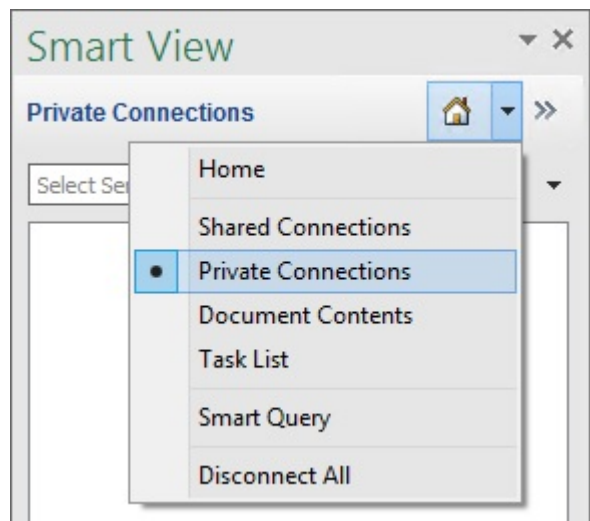 Smart View
Private Connections
Home
Select Ser
Shared Connections
Private Connections
Document Contents
Task List
Smart Query
Disconnect All